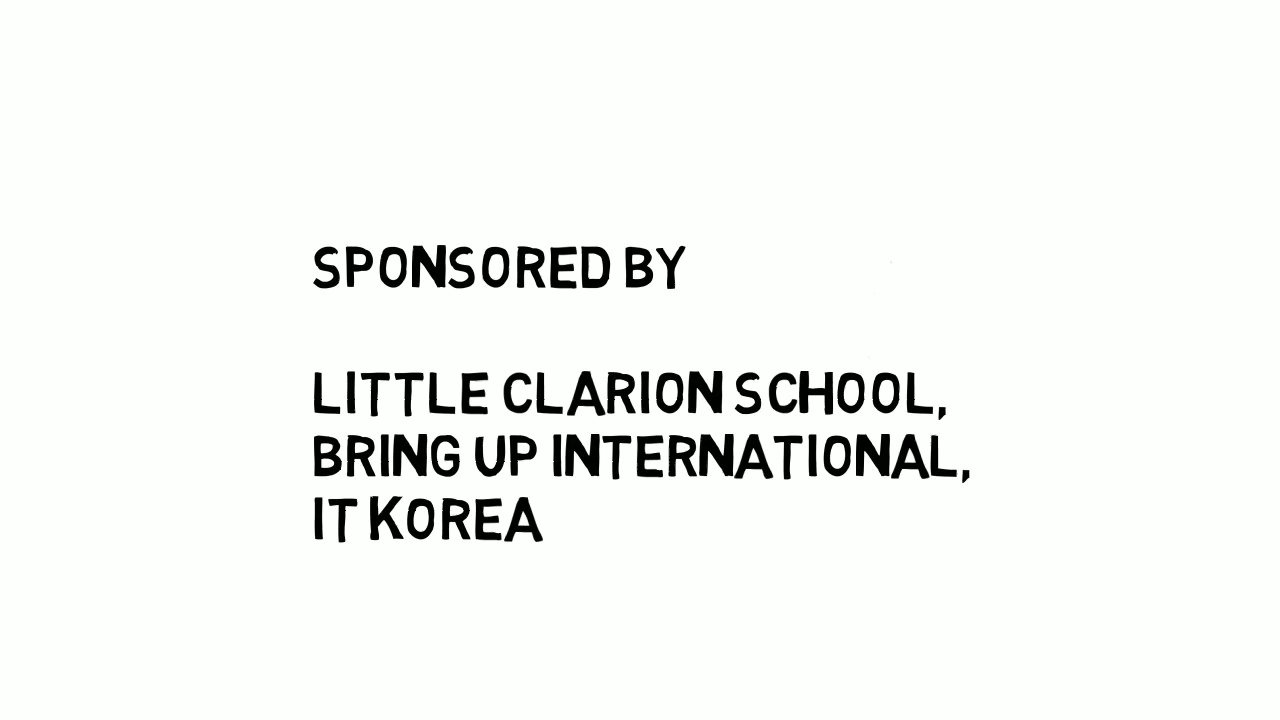 SPONSORED BY
LITTLE CLARION SCHOOL,
BRING UP INTERNATIONAL,
IT KOREA